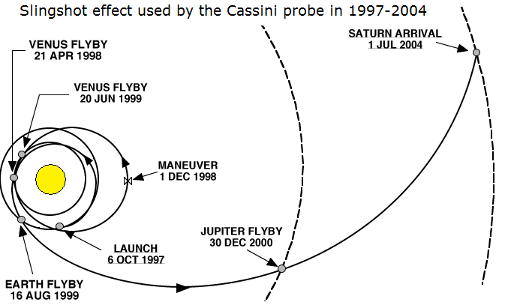 Slingshot effect used by the Cassini probe in 1997-2004
VENUS FLYBY
21 APR 1998
SATURN ARRIVAL
1 JUL 2004
VENUS FLYBY
20 JUN 1999
MANEUVER
1 DEC 1998
JUPITER FLYBY
30 DEC 2000
LAUNCH
6 OCT 1997
EARTH FLYBY
16 AUG 1999